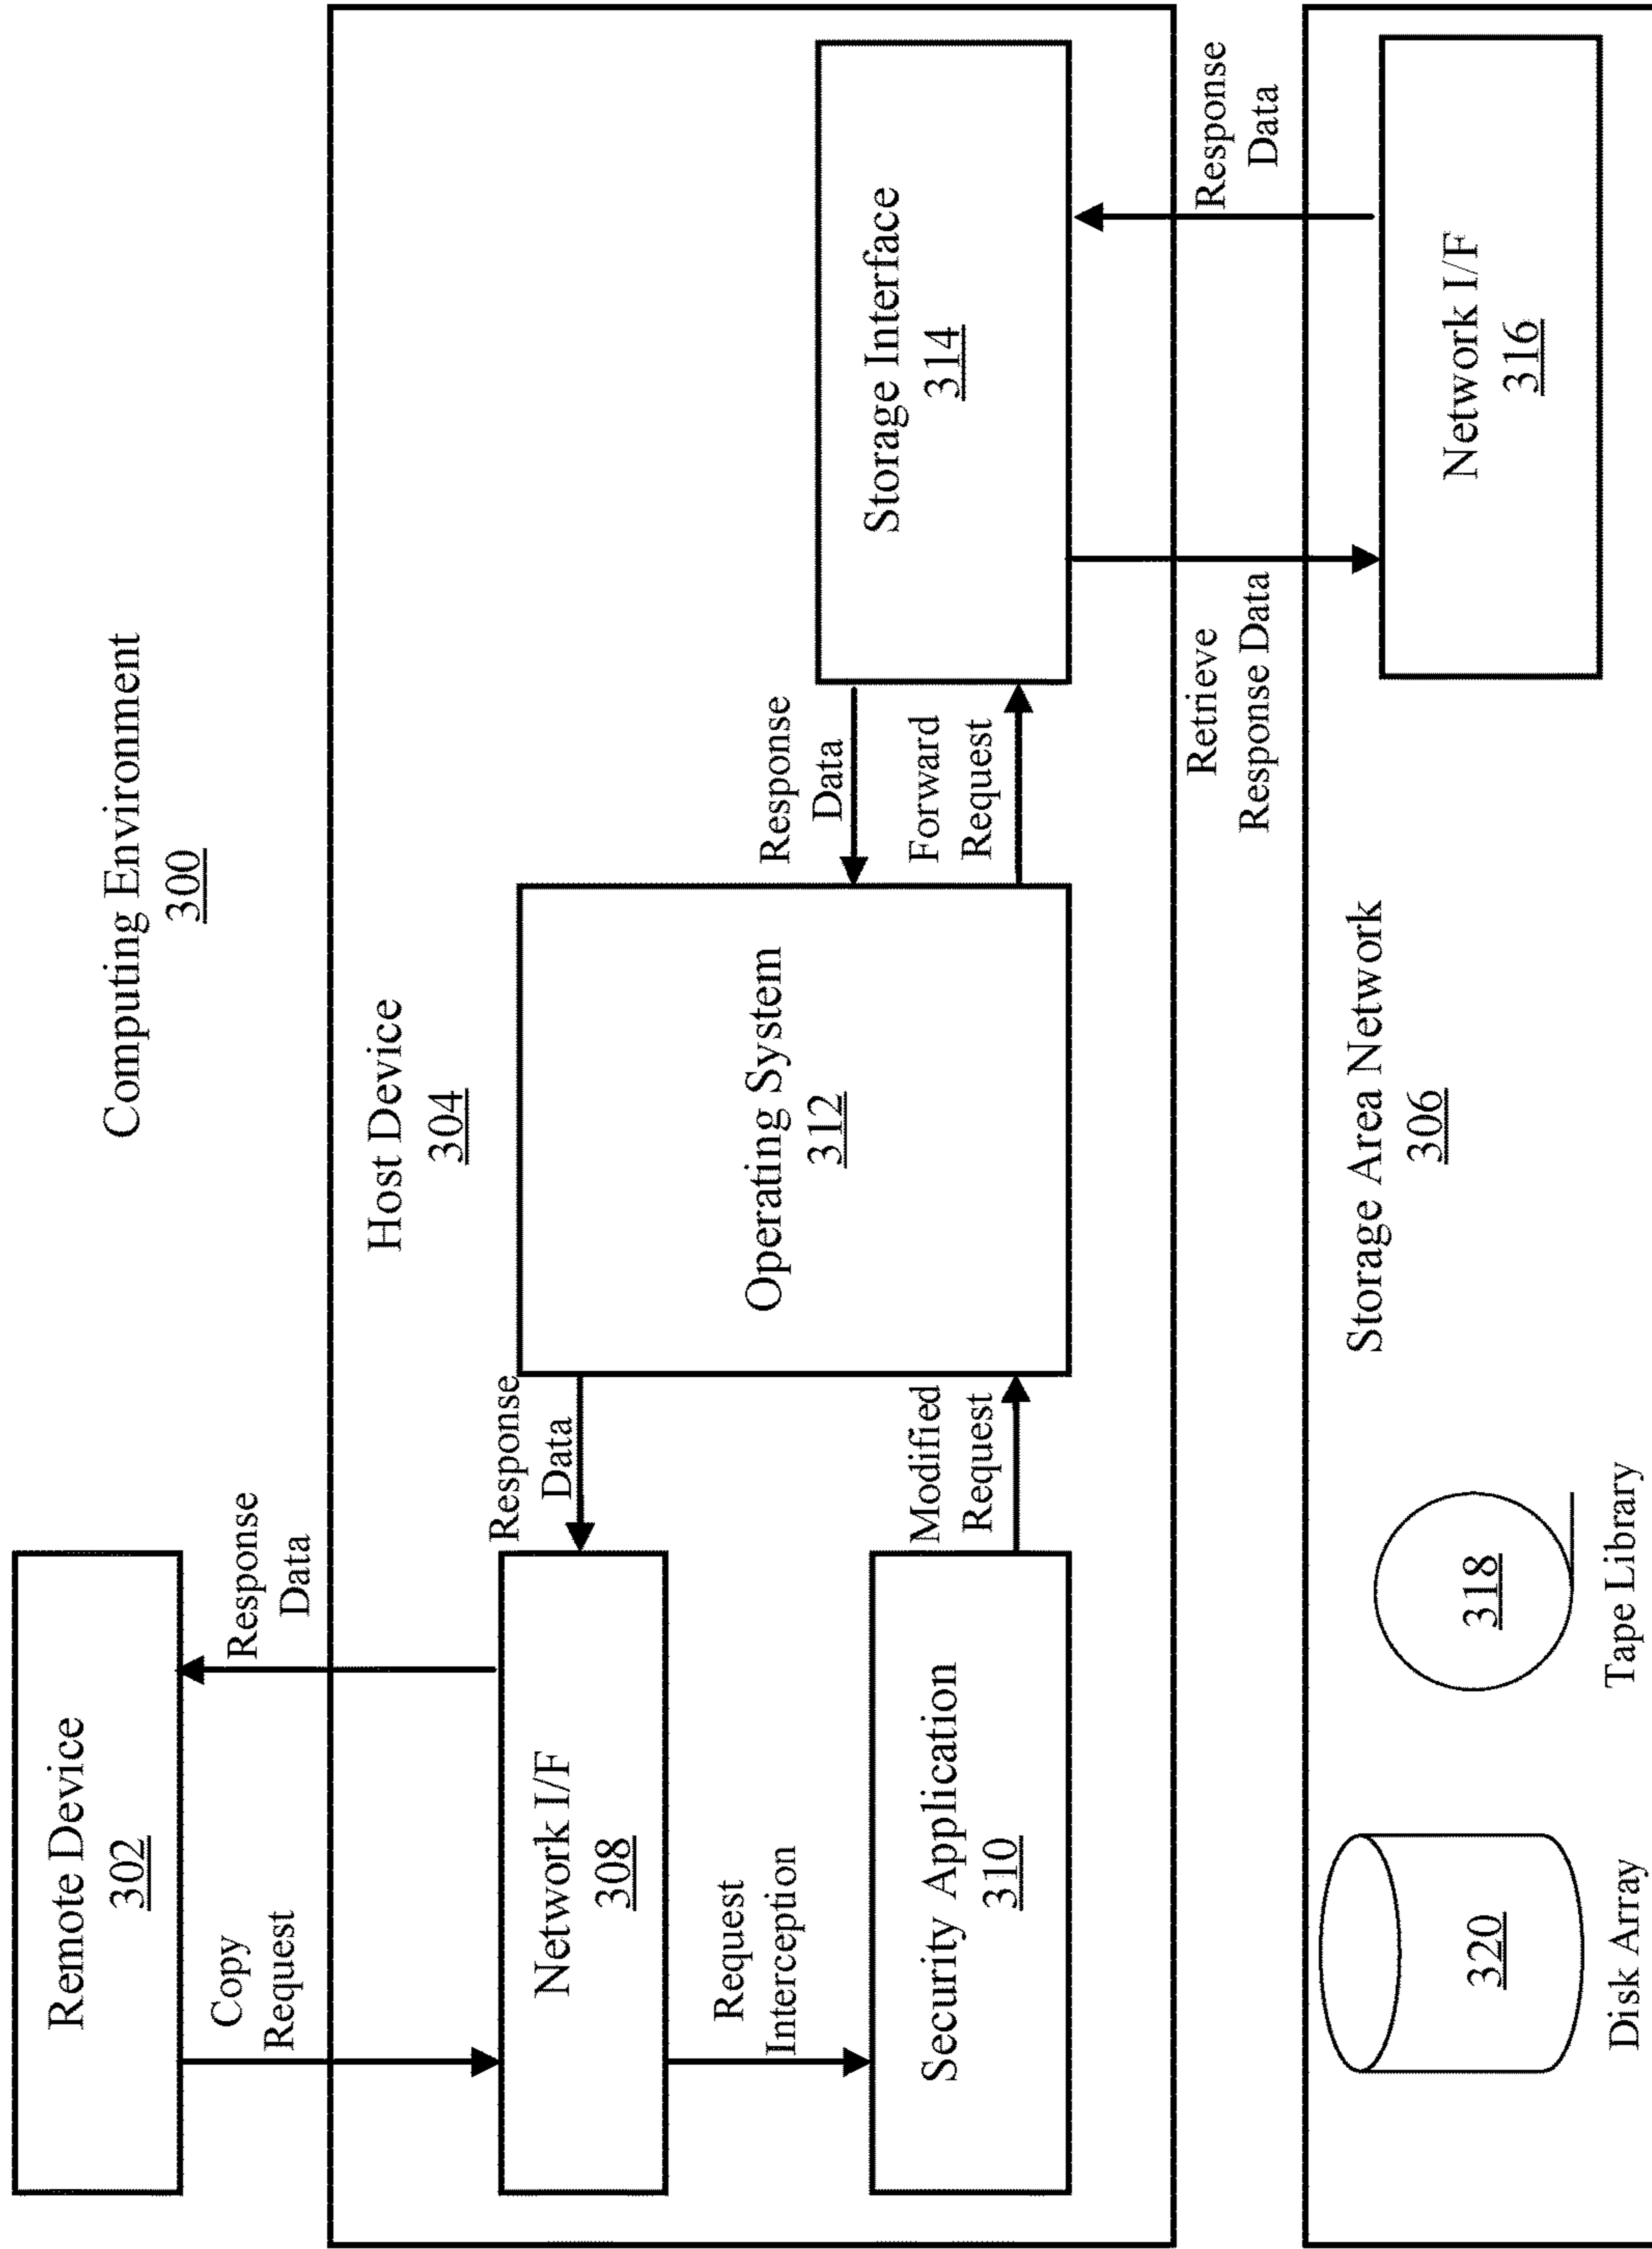 Computing Environment
300
Remote Device
302
Copy
Request
Response
Data
Host Device
304
Network I/F
308
Response
Data
Request
Interception
Security Application
310
Modified
Request
Operating System
312
Response
Data
Forward
Request
Storage Interface
314
Retrieve
Response Data
Response
Data
Storage Area Network
306
320
Disk Array
318
Tape Library
Network I/F
316